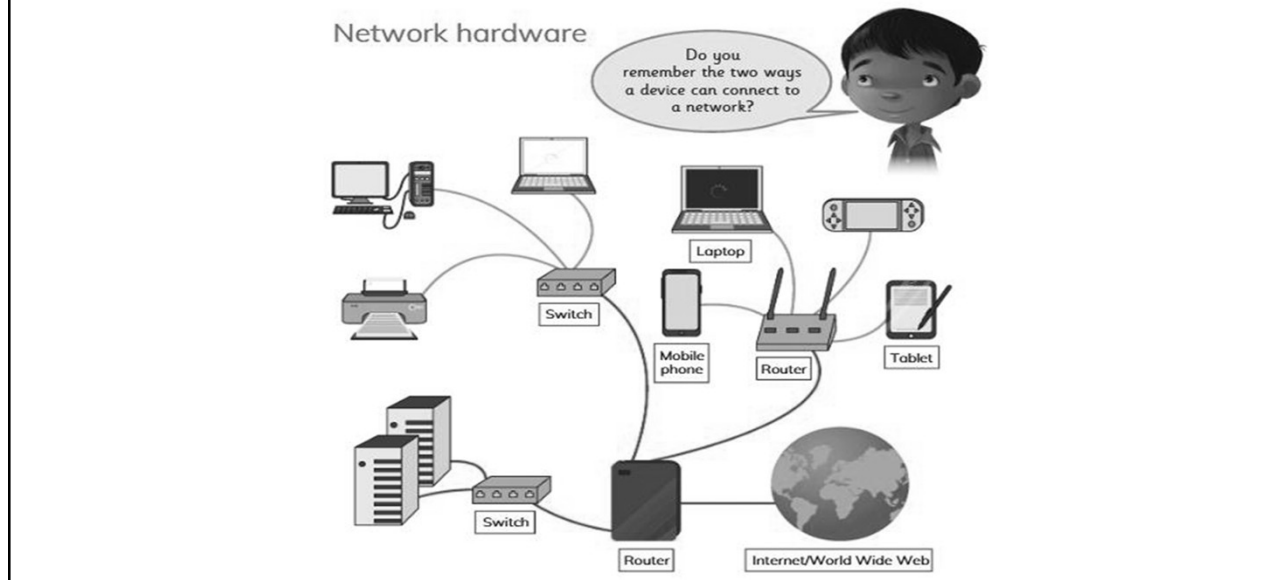 Network hardware
Do you
remember the two ways
a device can connect to
a network?
Laptop
Switch
Mobile
phone
Router
Tablet
Switch
Router
Internet/World Wide Web